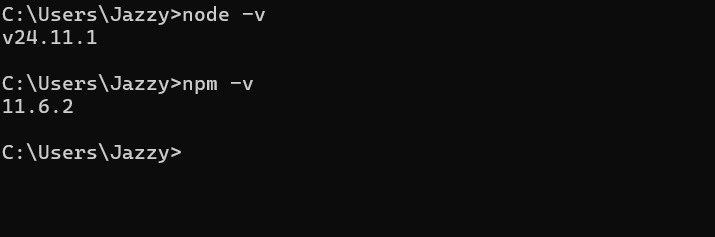 C:\Users\Jazzy>node -v
v24.11.1
C:\Users\Jazzy>npm -v
11.6.2
C:\Users\Jazzy>